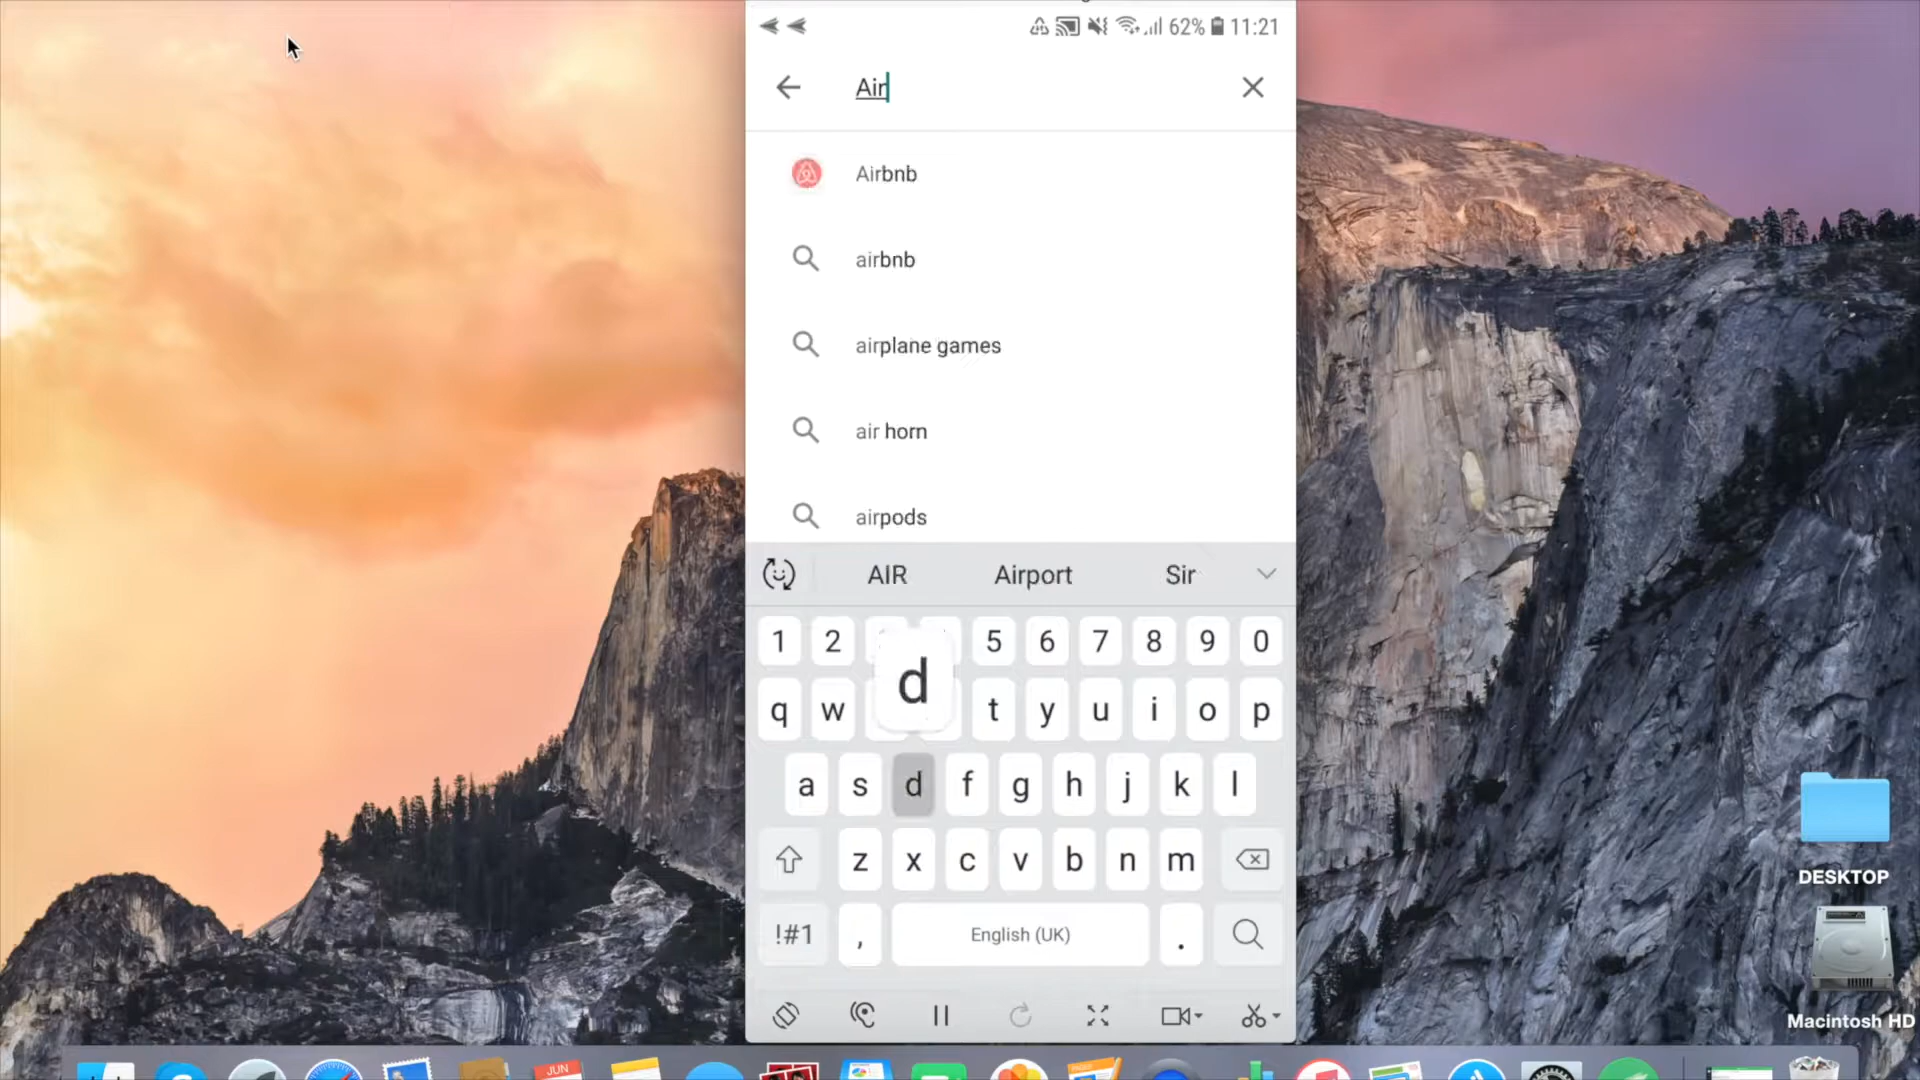 62% 11:21
Air
Airbnb
airbnb
airplane games
air horn
airpods
AIR Airport Sir
1 2 5 6 7 8 9 0
d
q w t y u i o p
a s d f g h j k l
z x c v b n m
!#1 , English (UK) .
DESKTOP
Macintosh HD
JUN